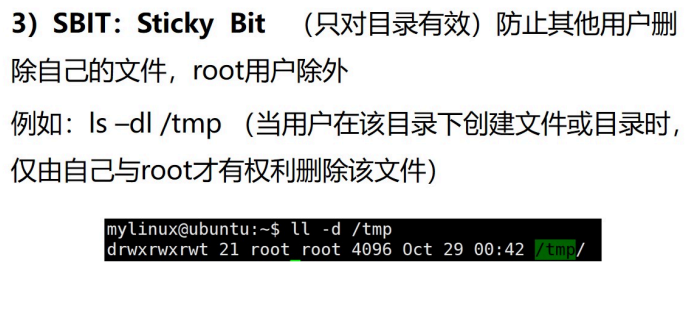 3）SBIT：Sticky Bit （只对目录有效）防止其他用户删
除自己的文件，root用户除外
例如：ls –dl /tmp （当用户在该目录下创建文件或目录时，
仅由自己与root才有权利删除该文件）
mylinux@ubuntu:~$ ll -d /tmp
drwxrwxrwt 21 root root 4096 Oct 29 00:42 /tmp/